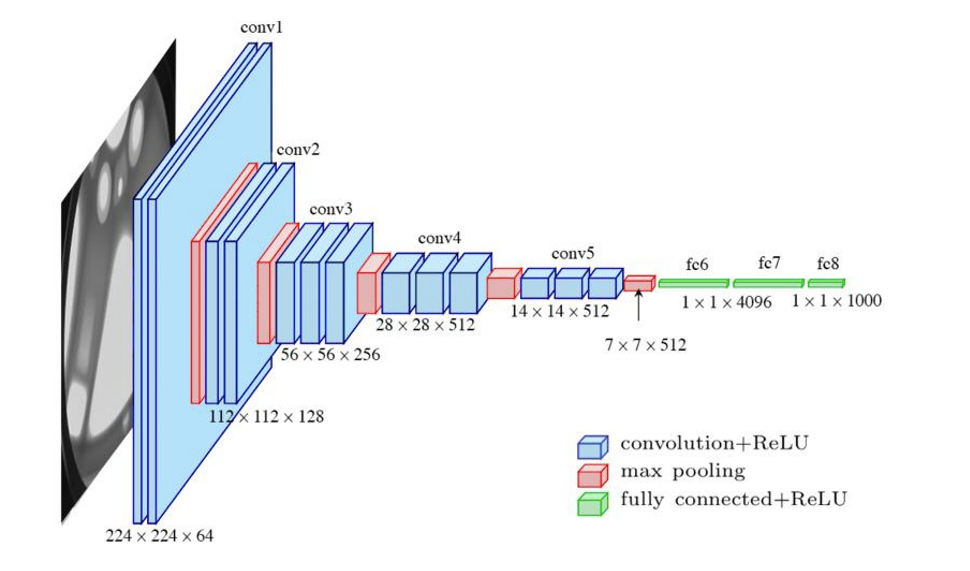 conv1
conv2
conv3
conv4
conv5
fc6
fc7
fc8
1 × 1 × 4096
1 × 1 × 1000
14 × 14 × 512
28 × 28 × 512
7 × 7 × 512
56 × 56 × 256
112 × 112 × 128
224 × 224 × 64
convolution+ReLU
max pooling
fully connected+ReLU